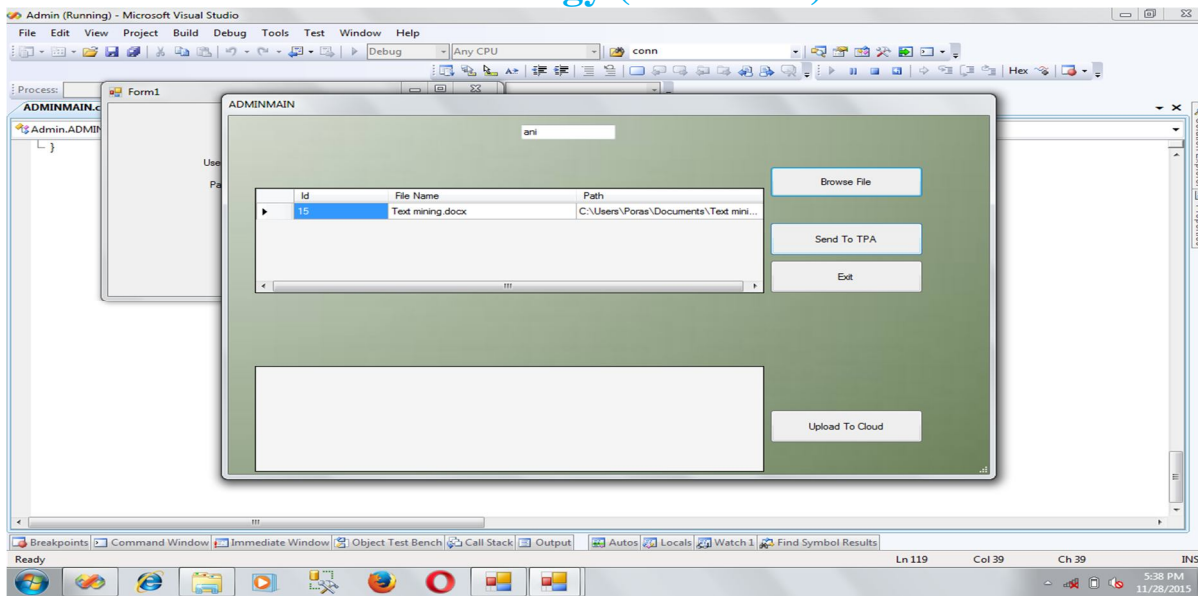 Admin (Running) - Microsoft Visual Studio
File Edit View Project Build Debug Tools Test Window Help
Debug Any CPU conn
Hex
Process:
Form1
ADMINMAIN.c
ADMINMAIN
Admin.ADMIN
ani
}
Use
Pa
Browse File
Id File Name Path
15 Text mining.docx C:\Users\Poras\Documents\Text mini...
Send To TPA
Exit
Upload To Cloud
Breakpoints Command Window Immediate Window Object Test Bench Call Stack Output Autos Locals Watch 1 Find Symbol Results
Ready Ln 119 Col 39 Ch 39 INS
5:38 PM
11/28/2015